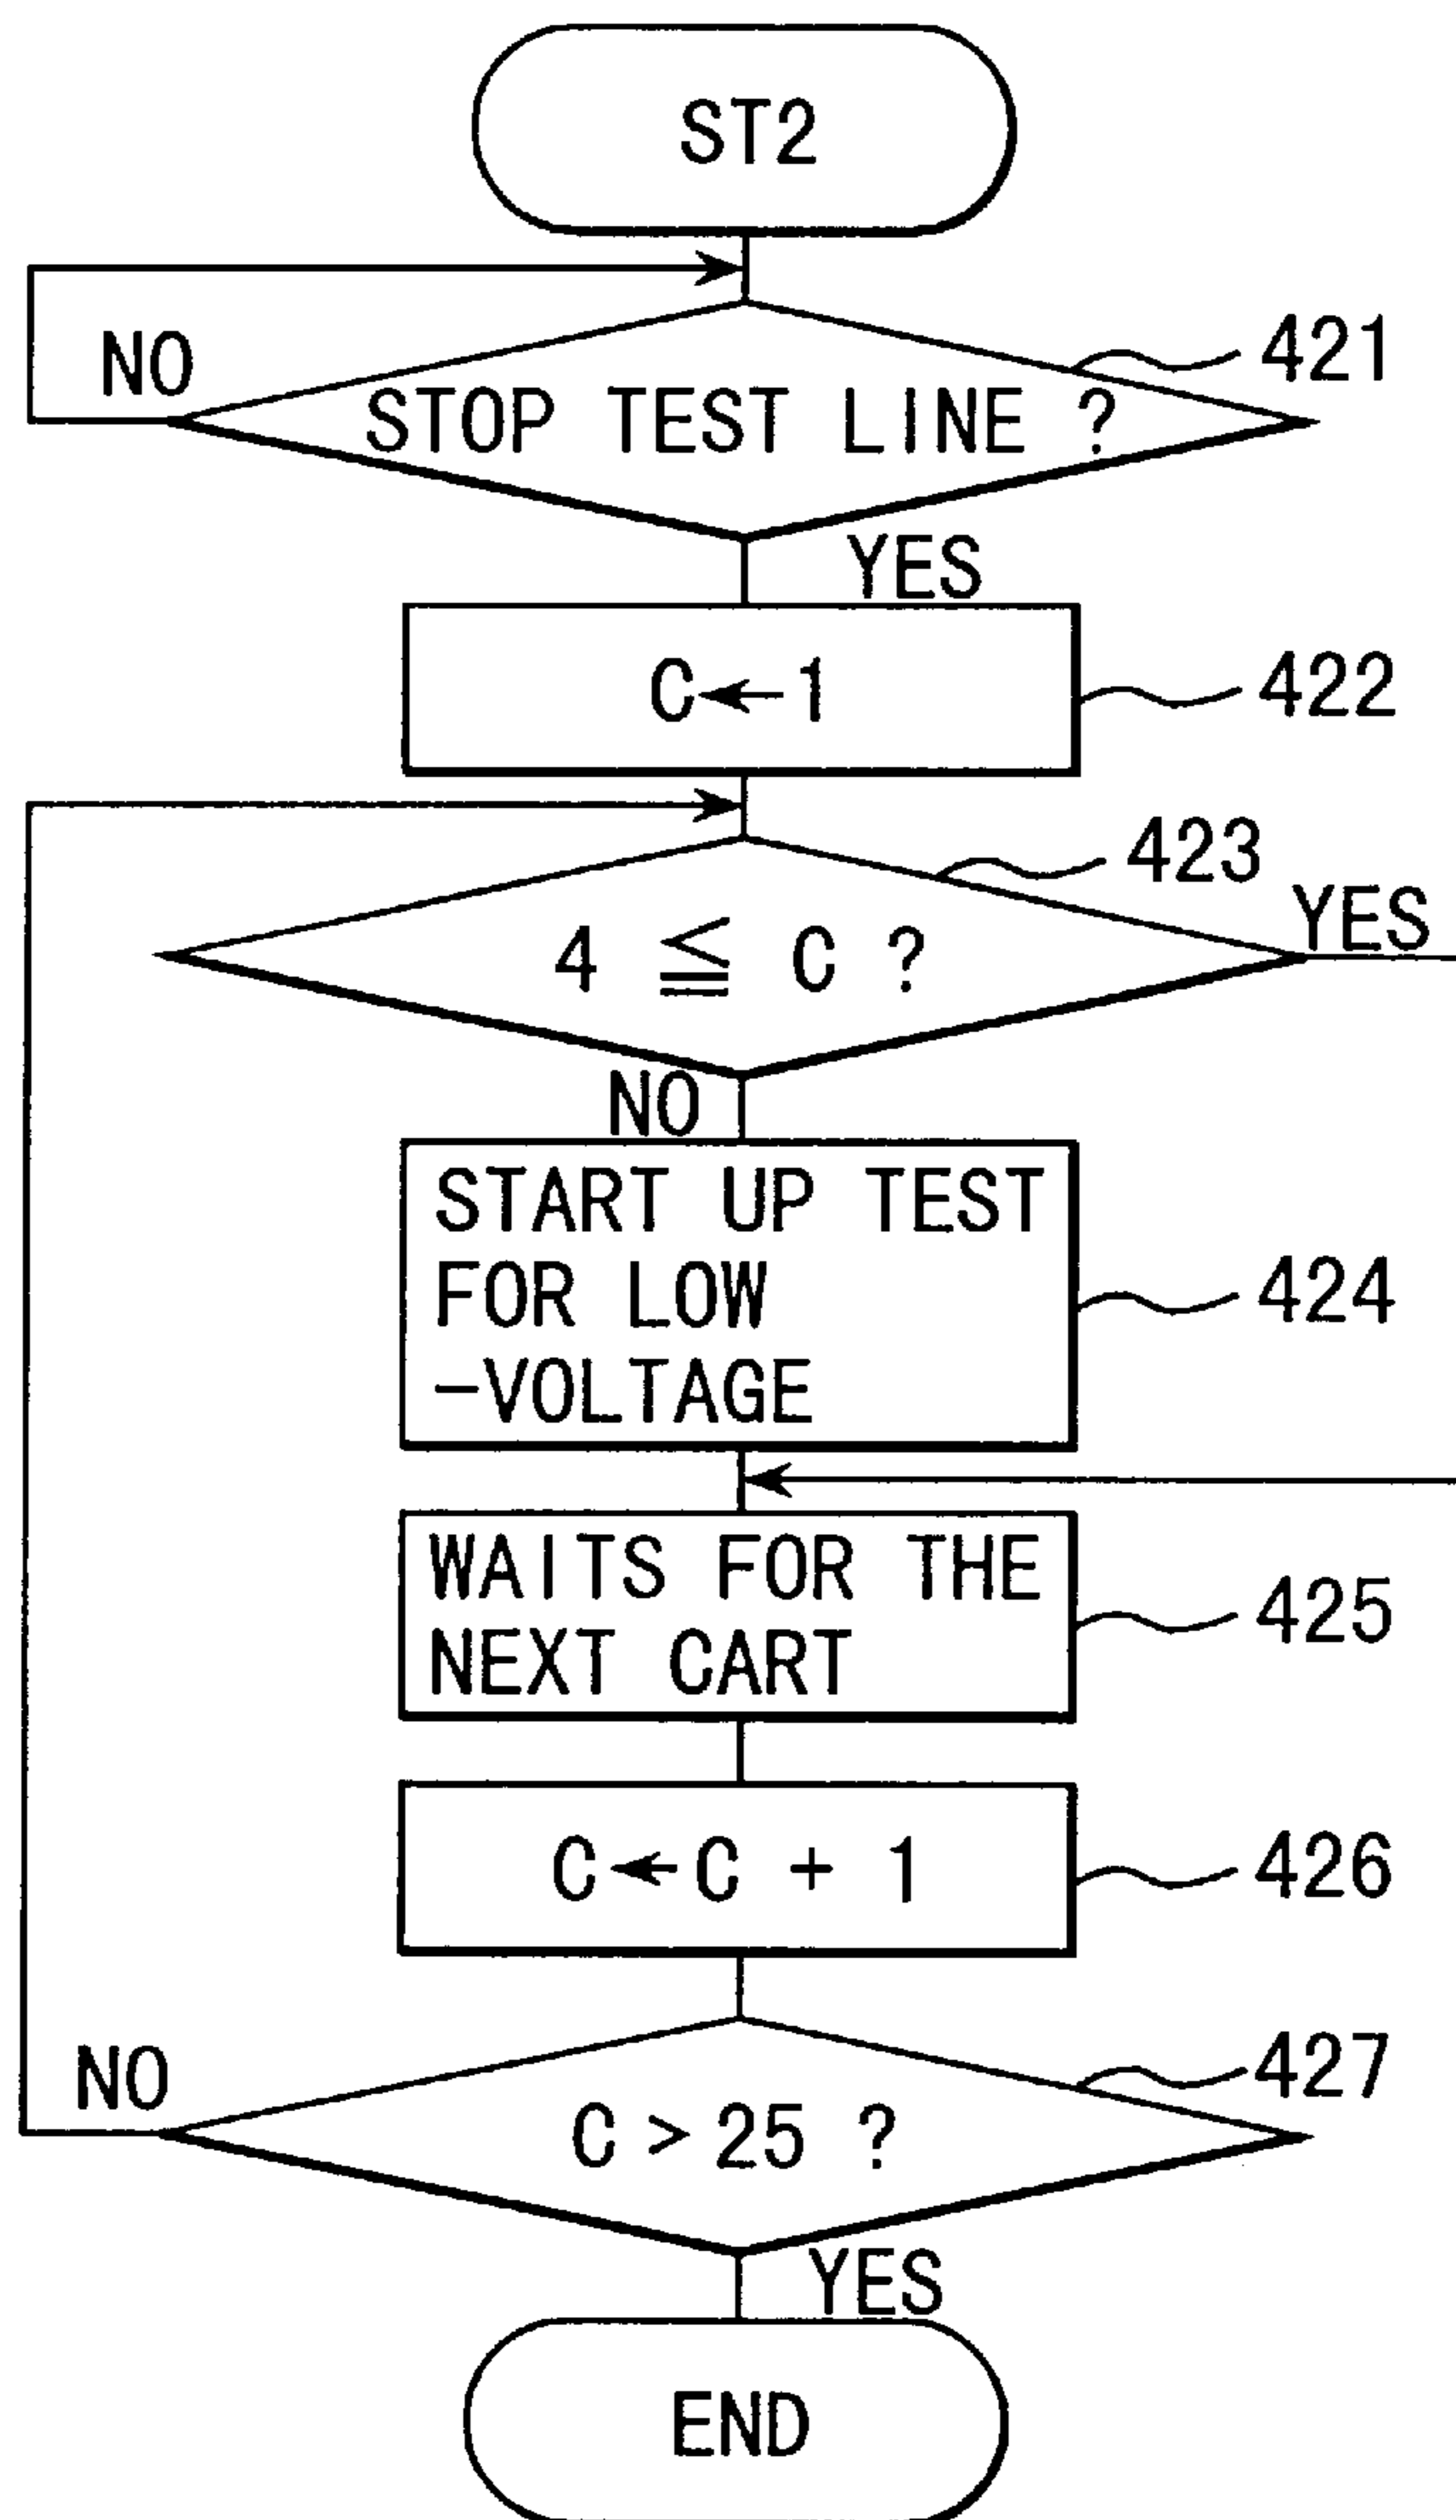 ST2
NO
421
STOP TEST LINE ?
YES
C←1
422
423
YES
4 ≦ C ?
NO
START UP TEST
FOR LOW
-VOLTAGE
424
WAITS FOR THE
NEXT CART
425
C←C + 1
426
NO
427
C > 25 ?
YES
END